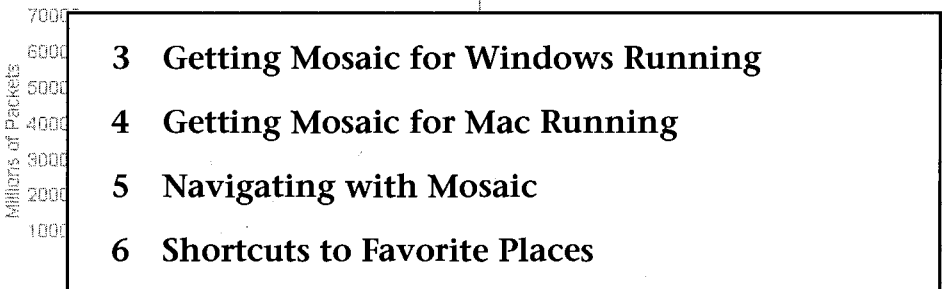 70000
6000
5000
4000
3000
2000
1000
Millions of Packets
3 Getting Mosaic for Windows Running
4 Getting Mosaic for Mac Running
5 Navigating with Mosaic
6 Shortcuts to Favorite Places